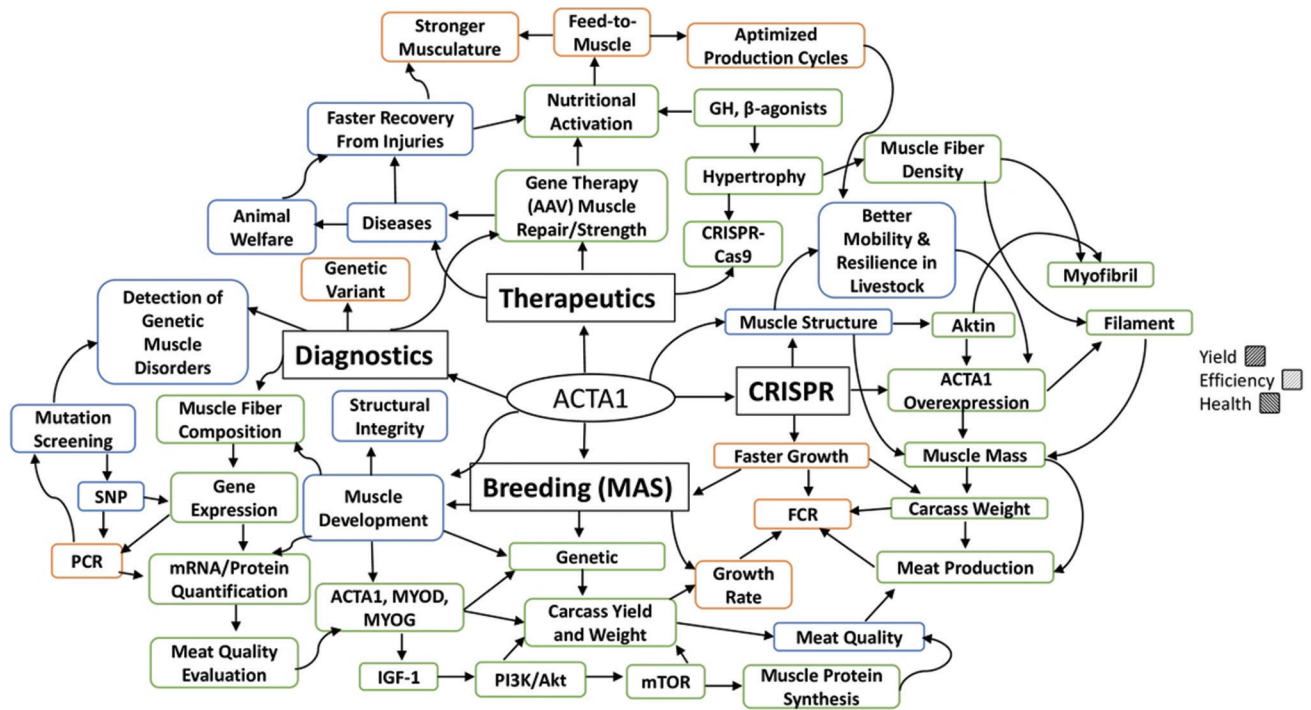 Stronger
Musculature
Feed-to-
Muscle
Aptimized
Production Cycles
Faster Recovery
From Injuries
Nutritional
Activation
GH, β-agonists
Muscle Fiber
Density
Hypertrophy
Gene Therapy
(AAV) Muscle
Repair/Strength
Animal
Welfare
Diseases
CRISPR-
Cas9
Better
Mobility &
Resilience in
Livestock
Myofibril
Genetic
Variant
Detection of
Genetic
Muscle
Disorders
Therapeutics
Muscle Structure
Aktin
Filament
Diagnostics
ACTA1
CRISPR
ACTA1
Overexpression
Yield
Efficiency
Health
Mutation
Screening
Muscle Fiber
Composition
Structural
Integrity
Faster Growth
Muscle Mass
SNP
Gene
Expression
Muscle
Development
Breeding (MAS)
FCR
Carcass Weight
PCR
mRNA/Protein
Quantification
Genetic
Growth
Rate
Meat Production
ACTA1, MYOD,
MYOG
Carcass Yield
and Weight
Meat Quality
Meat Quality
Evaluation
IGF-1
PI3K/Akt
mTOR
Muscle Protein
Synthesis